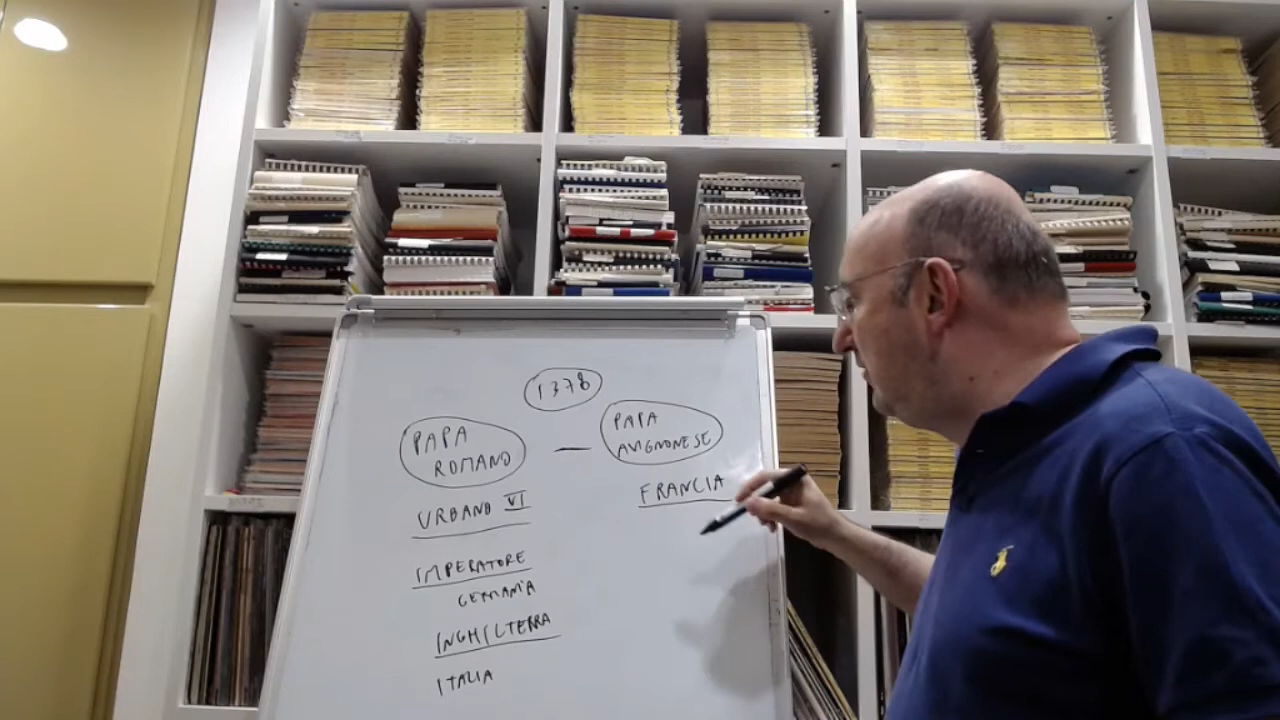 1378
PAPA
ROMANO
—
PAPA
AVIGNONESE
URBANO VI
FRANCIA
IMPERATORE
GERMANIA
INGHILTERRA
ITALIA